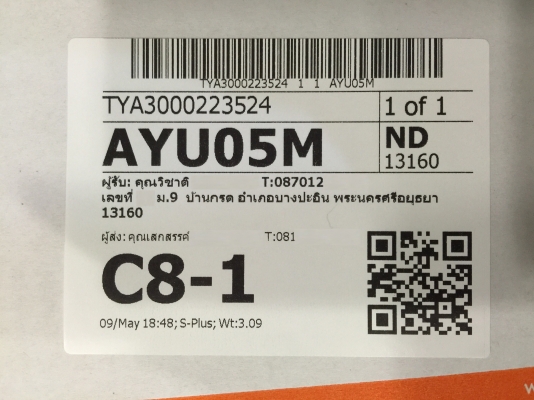 TYA3000223524 1 1 AYU05M
TYA3000223524
1 of 1
AYU05M
ND
13160
ผู้รับ: คุณวิชาติ T:087012
เลขที่ ม.9 บ้านกรด อำเภอบางปะอิน พระนครศรีอยุธยา
13160
ผู้ส่ง: คุณเสกสรรค์ T:081
C8-1
09/May 18:48; S-Plus; Wt:3.09